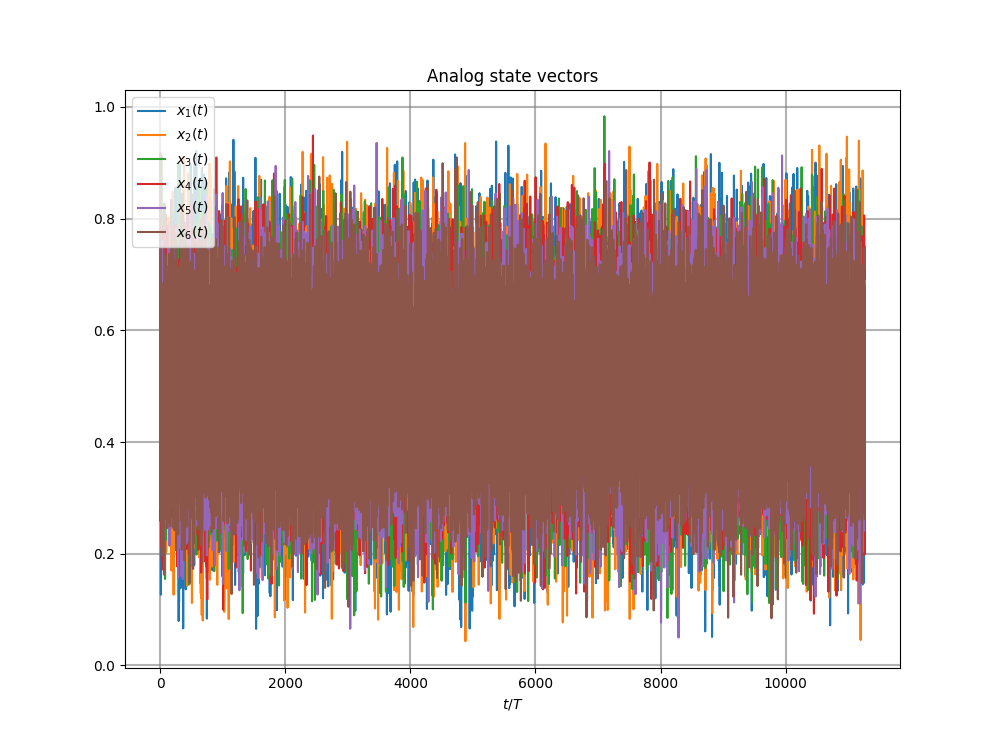 Analog state vectors
1.0
0.8
0.6
0.4
0.2
0.0
x₁(t)
x₂(t)
x₃(t)
x₄(t)
x₅(t)
x₆(t)
0 2000 4000 6000 8000 10000
t/T